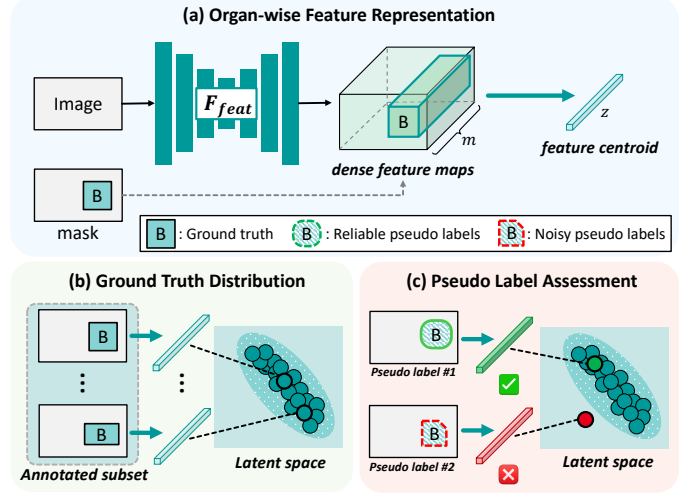 (a) Organ-wise Feature Representation
Image
F_feat
B
m
z
dense feature maps
feature centroid
B
mask
B : Ground truth
B : Reliable pseudo labels
B : Noisy pseudo labels
(b) Ground Truth Distribution
B
B
Annotated subset
Latent space
(c) Pseudo Label Assessment
B
Pseudo label #1
B
Pseudo label #2
Latent space